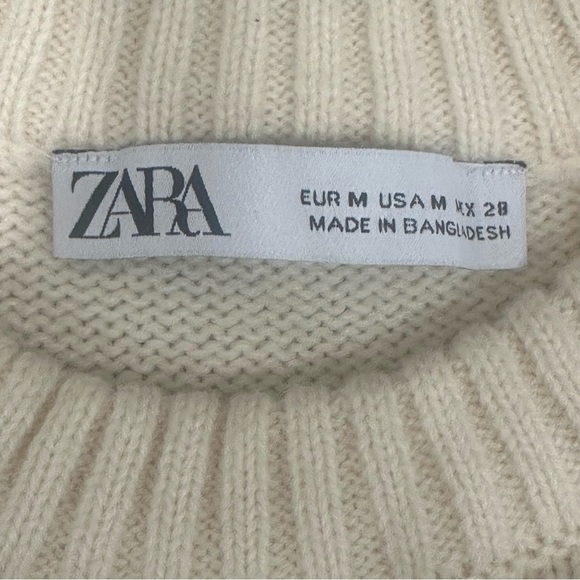 ZARA
EUR M USA M MEX 28
MADE IN BANGLADESH